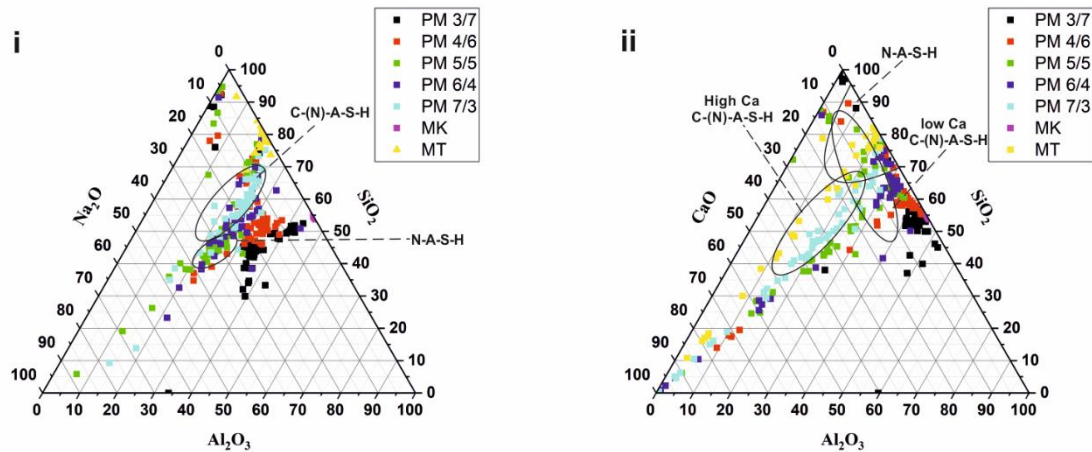 i
PM 3/7
PM 4/6
PM 5/5
PM 6/4
PM 7/3
MK
MT
C-(N)-A-S-H
N-A-S-H
Na2O
SiO2
Al2O3
0
10
20
30
40
50
60
70
80
90
100
100
90
80
70
60
50
40
30
20
10
0
0 10 20 30 40 50 60 70 80 90 100
ii
PM 3/7
PM 4/6
PM 5/5
PM 6/4
PM 7/3
MK
MT
N-A-S-H
High Ca
C-(N)-A-S-H
low Ca
C-(N)-A-S-H
CaO
SiO2
Al2O3
0
10
20
30
40
50
60
70
80
90
100
100
90
80
70
60
50
40
30
20
10
0
0 10 20 30 40 50 60 70 80 90 100